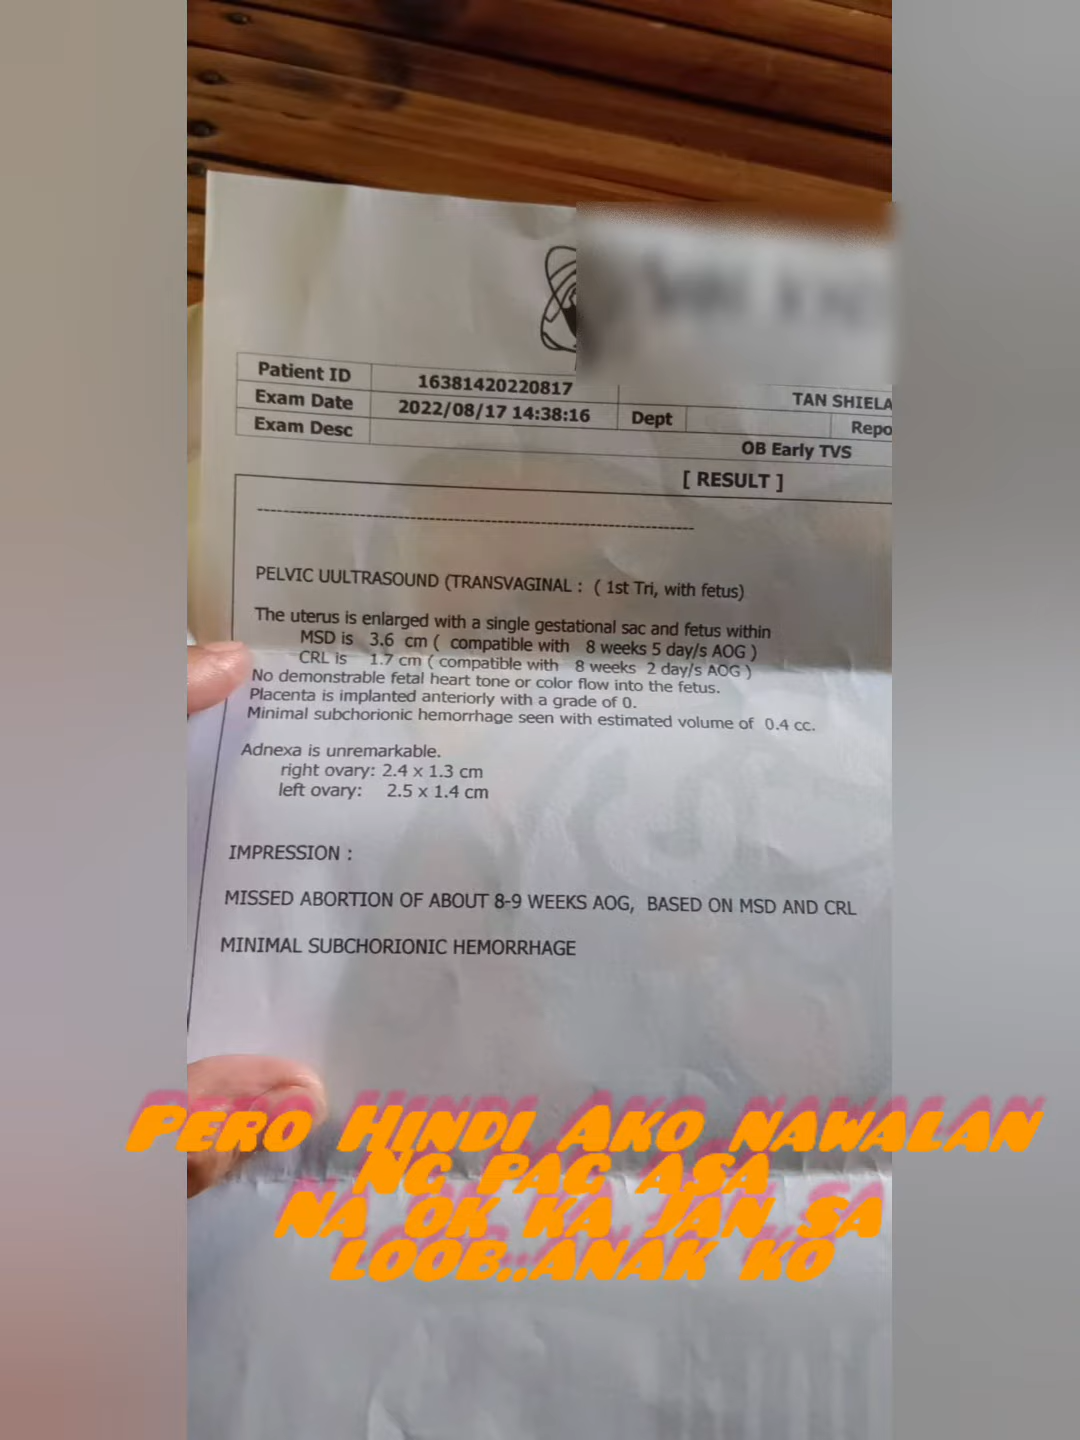 Patient ID
16381420220817
TAN SHIELA
Exam Date
2022/08/17 14:38:16
Dept
Repo
Exam Desc
OB Early TVS
[ RESULT ]
--------------------------------------------------------------------
PELVIC UULTRASOUND (TRANSVAGINAL : ( 1st Tri, with fetus)
The uterus is enlarged with a single gestational sac and fetus within
MSD is 3.6 cm ( compatible with 8 weeks 5 day/s AOG )
CRL is 1.7 cm ( compatible with 8 weeks 2 day/s AOG )
No demonstrable fetal heart tone or color flow into the fetus.
Placenta is implanted anteriorly with a grade of 0.
Minimal subchorionic hemorrhage seen with estimated volume of 0.4 cc.
Adnexa is unremarkable.
right ovary: 2.4 x 1.3 cm
left ovary: 2.5 x 1.4 cm
IMPRESSION :
MISSED ABORTION OF ABOUT 8-9 WEEKS AOG, BASED ON MSD AND CRL
MINIMAL SUBCHORIONIC HEMORRHAGE
Pero Hindi Ako nawalan
Ng pag asa
Na ok ka jan sa
loob..anak ko